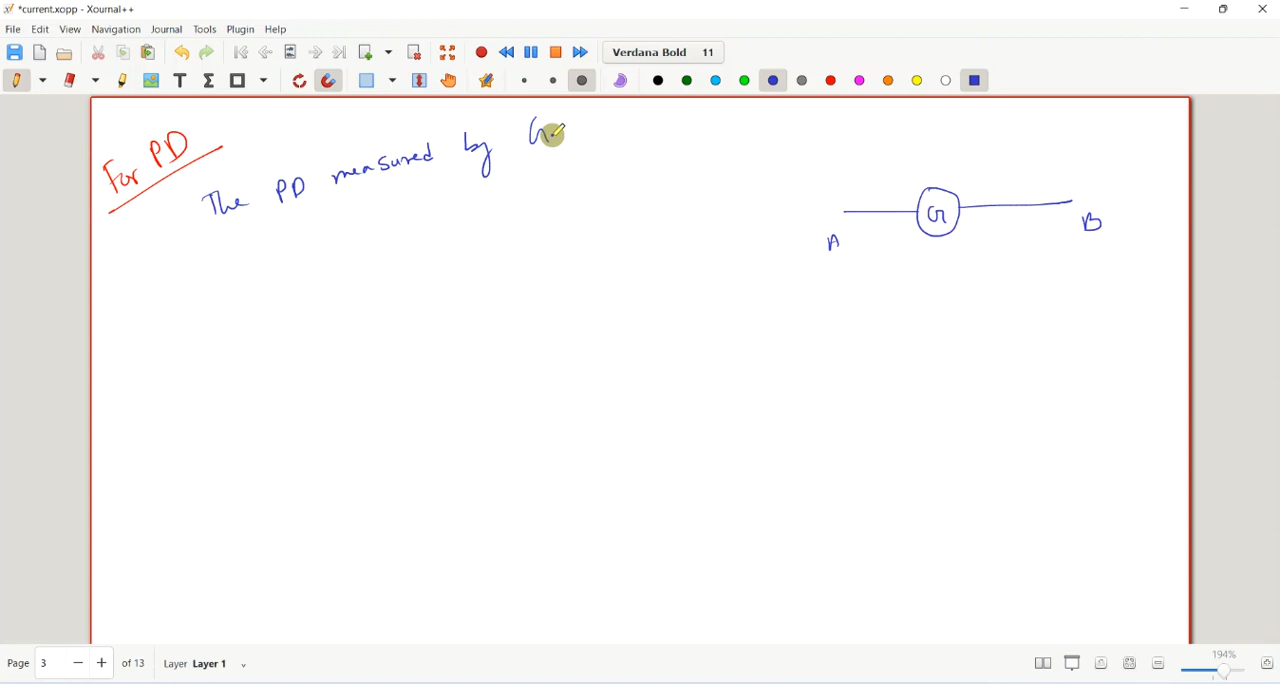 *current.xopp - Xournal++
File Edit View Navigation Journal Tools Plugin Help
Verdana Bold 11
For PD
The PD measured by G
G
A
B
Page 3 of 13 Layer Layer 1
194%